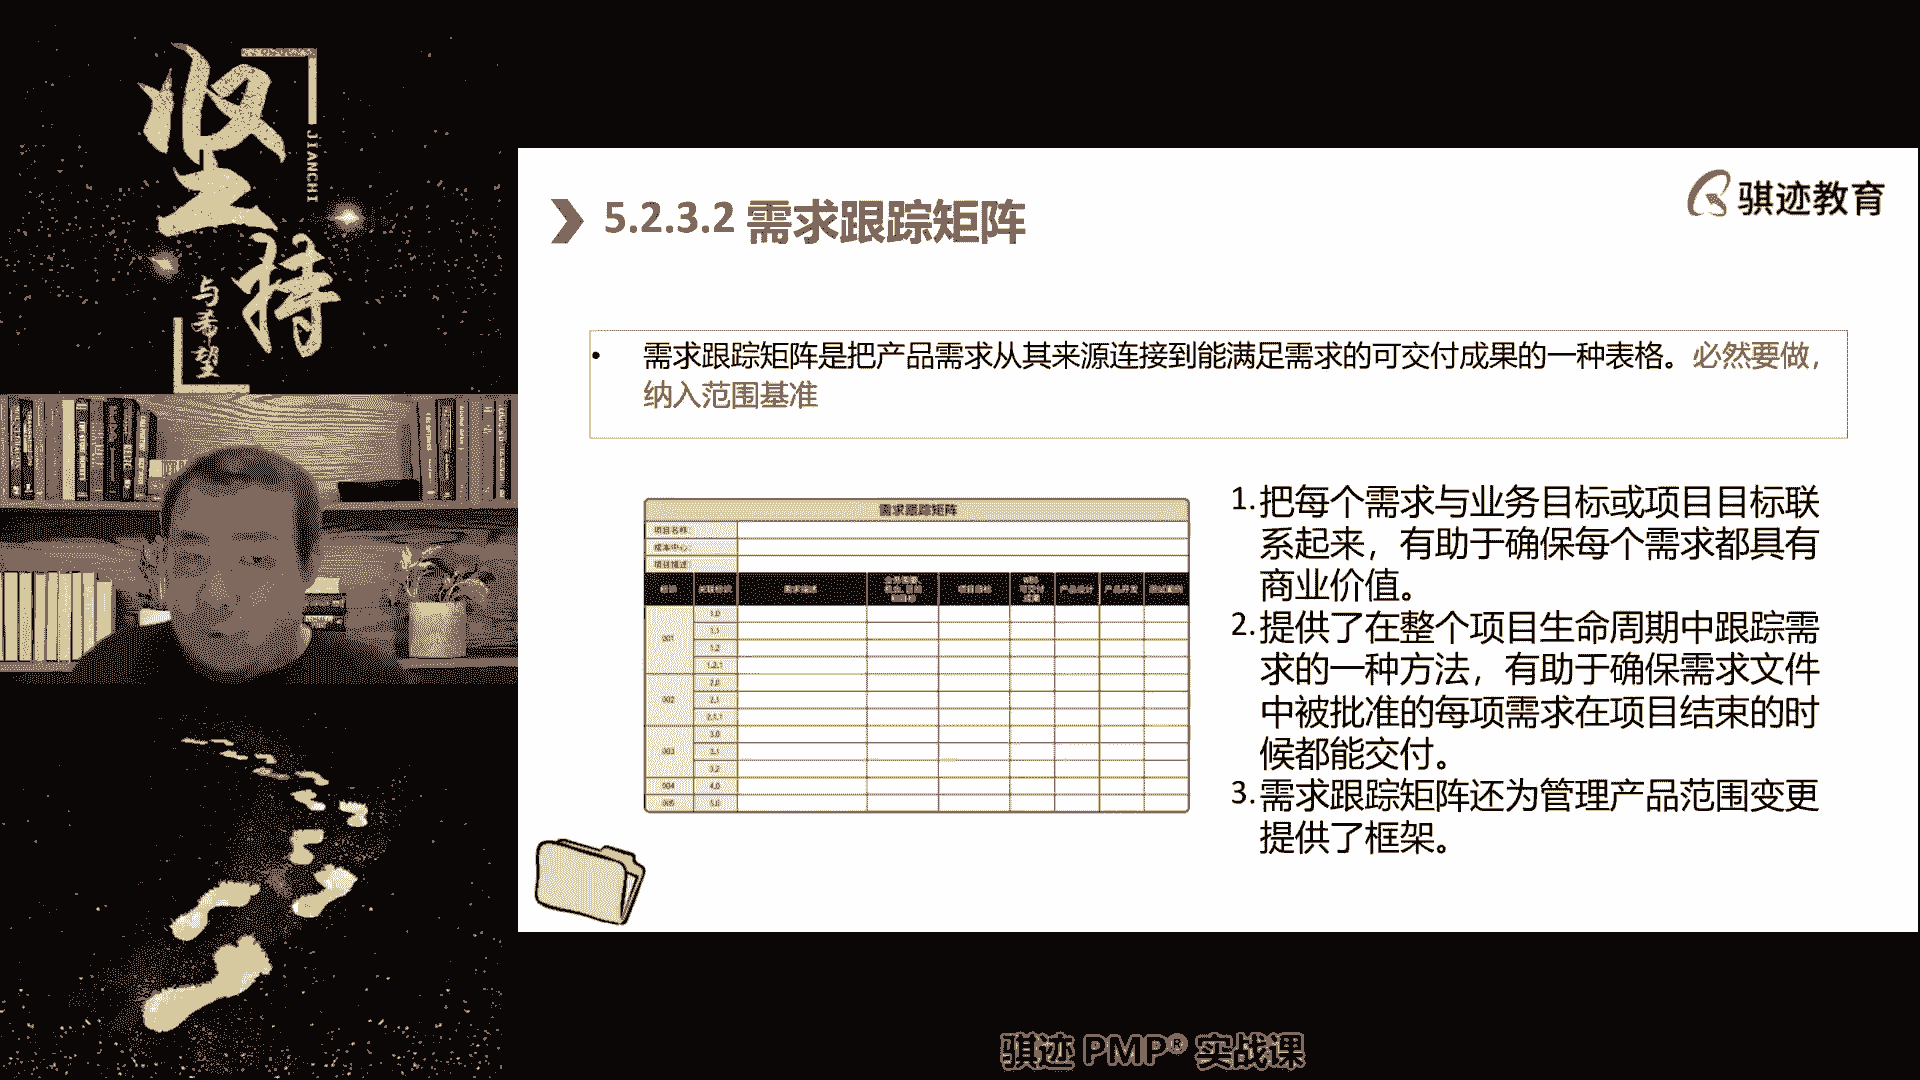 坚持
JIANCHI
与希望
骐迹教育
5.2.3.2 需求跟踪矩阵
• 需求跟踪矩阵是把产品需求从其来源连接到能满足需求的可交付成果的一种表格。必然要做，
纳入范围基准
需求跟踪矩阵
项目名称：
成本中心：
项目描述：
001
1.0
1.1
1.2
1.2.1
002
2.0
2.1
2.1.1
003
3.0
3.1
3.2
004 4.0
005 5.0
1.把每个需求与业务目标或项目目标联
系起来，有助于确保每个需求都具有
商业价值。
2.提供了在整个项目生命周期中跟踪需
求的一种方法，有助于确保需求文件
中被批准的每项需求在项目结束的时
候都能交付。
3.需求跟踪矩阵还为管理产品范围变更
提供了框架。
骐迹 PMP® 实战课